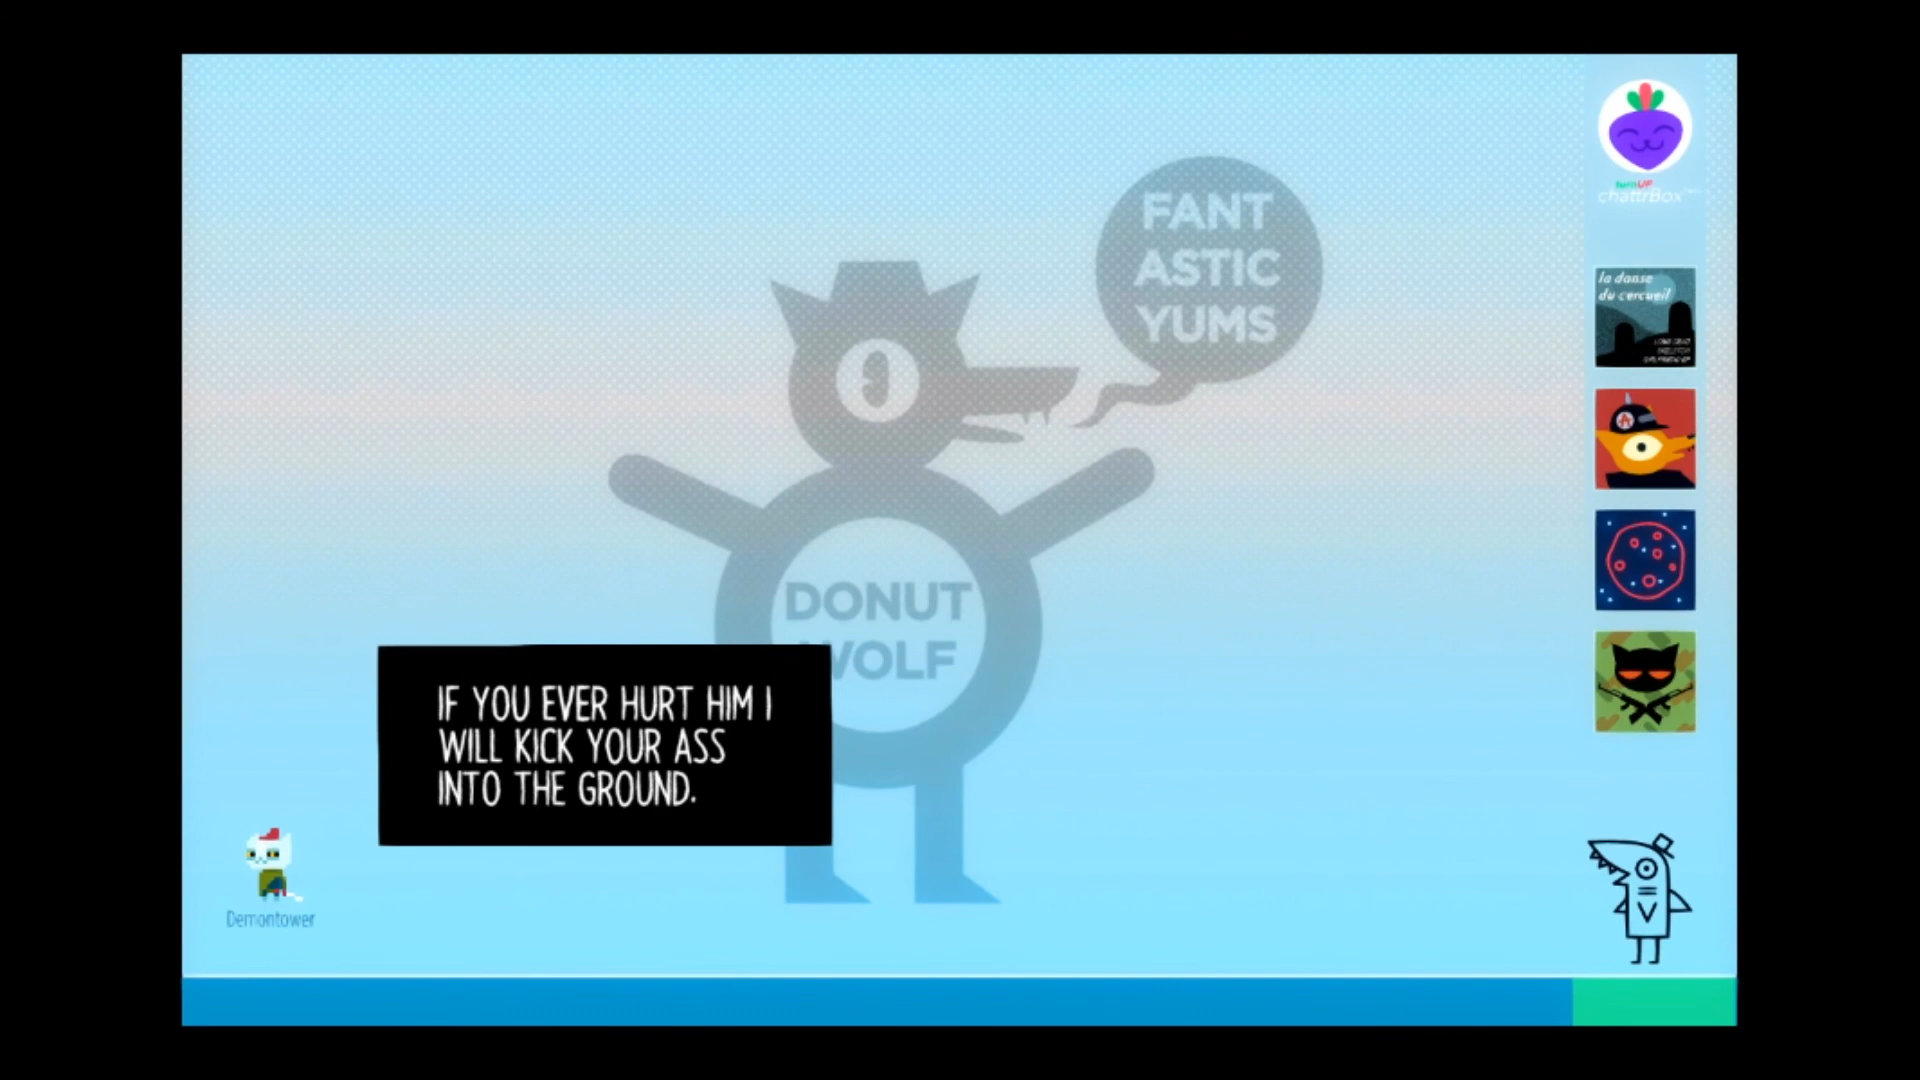 FANT
ASTIC
YUMS
turnUP
chattrBox
la danse
du cercueil
DONUT
WOLF
IF YOU EVER HURT HIM I
WILL KICK YOUR ASS
INTO THE GROUND.
Demontower